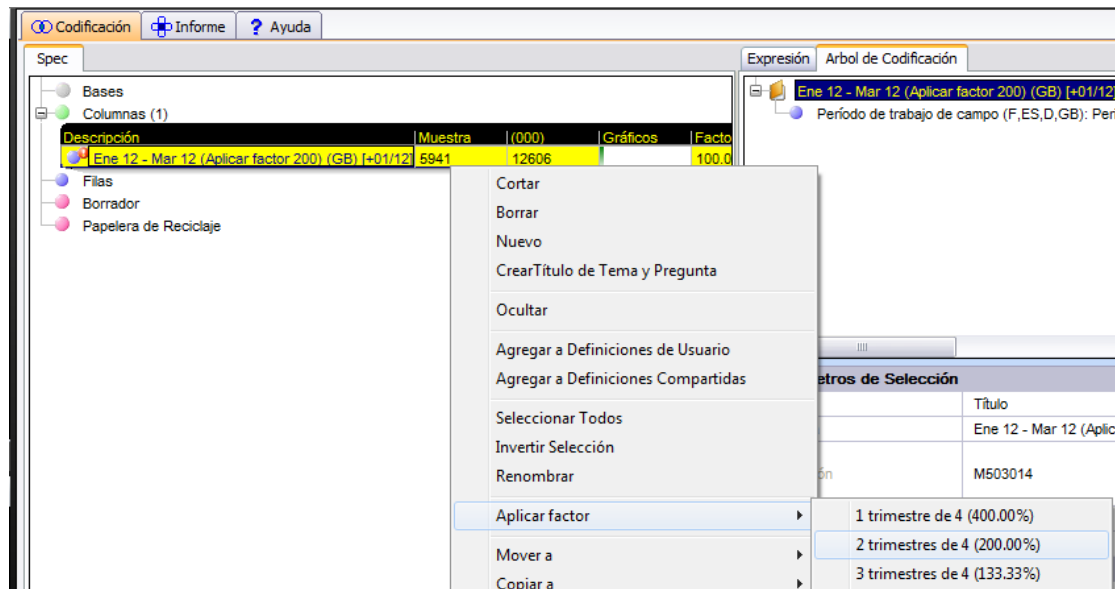 Codificación Informe ? Ayuda
Spec
Expresión Arbol de Codificación
Bases
Columnas (1)
Descripción Muestra (000) Gráficos Facto
Ene 12 - Mar 12 (Aplicar factor 200) (GB) [+01/12] 5941 12606 100.0
Filas
Borrador
Papelera de Reciclaje
Ene 12 - Mar 12 (Aplicar factor 200) (GB) [+01/12]
Período de trabajo de campo (F,ES,D,GB): Perí
Cortar
Borrar
Nuevo
CrearTítulo de Tema y Pregunta
Ocultar
Agregar a Definiciones de Usuario
Agregar a Definiciones Compartidas
Seleccionar Todos
Invertir Selección
Renombrar
Aplicar factor
Mover a
Copiar a
etros de Selección
Título
Ene 12 - Mar 12 (Aplic
ón M503014
1 trimestre de 4 (400.00%)
2 trimestres de 4 (200.00%)
3 trimestres de 4 (133.33%)